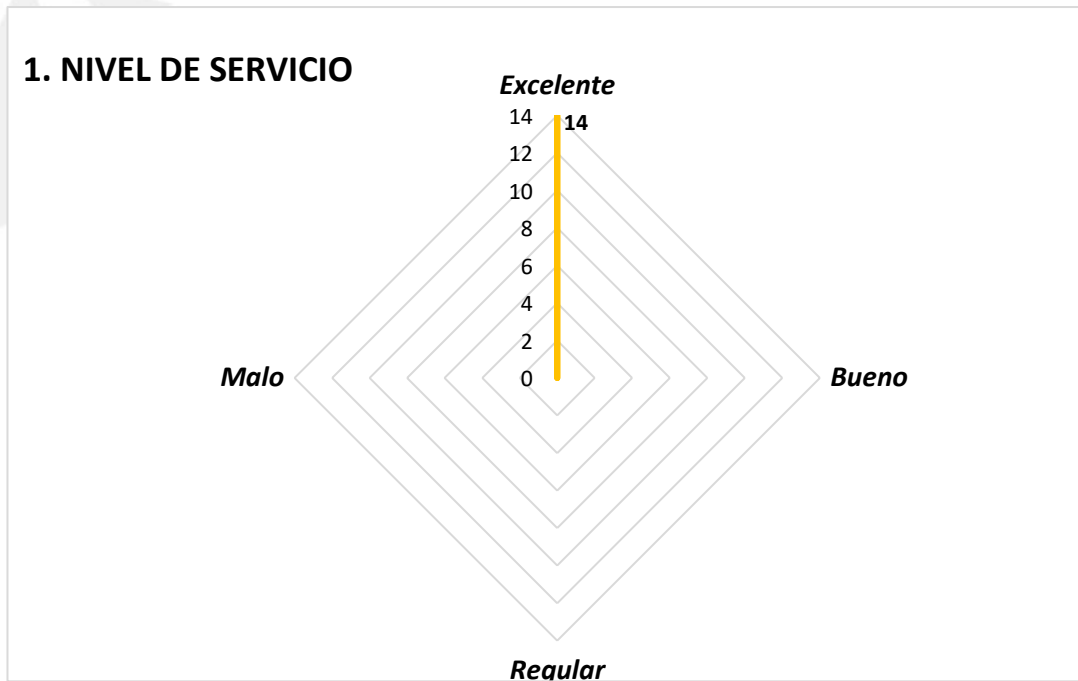 1. NIVEL DE SERVICIO
Excelente
14
14
12
10
8
6
4
2
0
Malo
Bueno
Regular